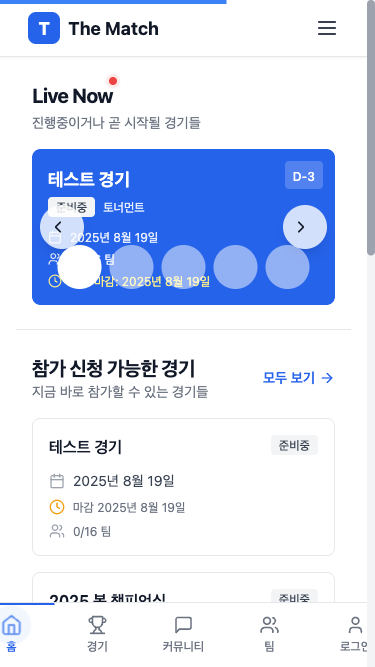 T The Match
Live Now
진행중이거나 곧 시작될 경기들
테스트 경기
D-3
준비중 토너먼트
2025년 8월 19일
팀
마감: 2025년 8월 19일
참가 신청 가능한 경기
모두 보기 →
지금 바로 참가할 수 있는 경기들
테스트 경기
준비중
2025년 8월 19일
마감 2025년 8월 19일
0/16 팀
2025 봄 챔피언십
준비중
홈 경기 커뮤니티 팀 로그인